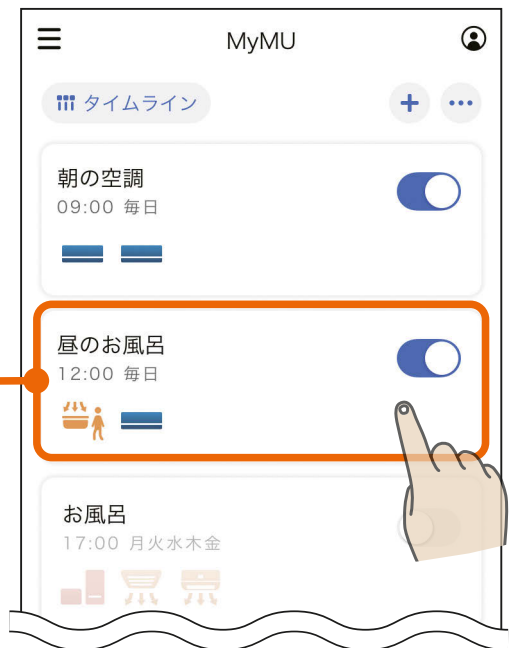 MyMU
タイムライン
朝の空調
09:00 毎日
昼のお風呂
12:00 毎日
お風呂
17:00 月火水木金